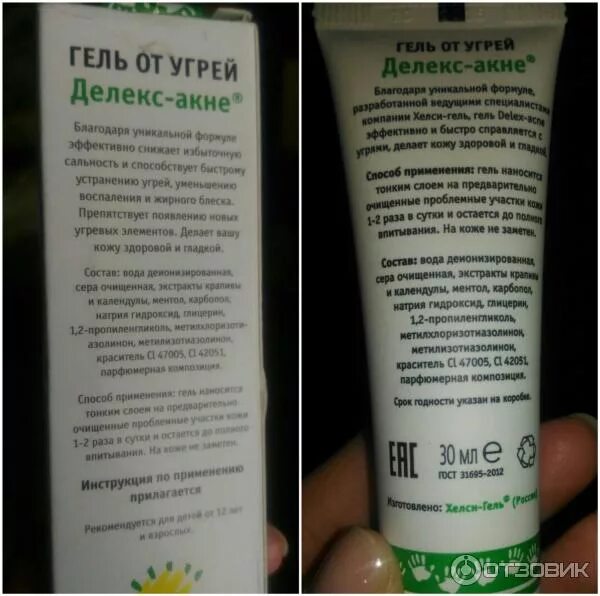 ГЕЛЬ ОТ УГРЕЙ
Делекс-акне®
Благодаря уникальной формуле
эффективно снижает избыточную
сальность и способствует быстрому
устранению угрей, уменьшению
воспаления и жирного блеска.
Препятствует появлению новых
угревых элементов. Делает вашу
кожу здоровой и гладкой.
Состав: вода деионизированная,
сера очищенная, экстракты крапивы
и календулы, ментол, карбопол,
натрия гидроксид, глицерин,
1,2-пропиленгликоль, метилхлоризоти-
азолинон, метилизотиазолинон,
краситель CI 47005, CI 42051,
парфюмерная композиция.
Способ применения: гель наносится
тонким слоем на предварительно
очищенные проблемные участки кожи
1-2 раза в сутки и остается до полного
впитывания. На коже не заметен.
Инструкция по применению
прилагается
Рекомендуется для детей от 12 лет
и взрослых.
ГЕЛЬ ОТ УГРЕЙ
Делекс-акне®
Благодаря уникальной формуле,
разработанной ведущими специалистами
компании Хелси-гель, гель Delex-acne
эффективно и быстро справляется с
угрями, делает кожу здоровой и гладкой.
Способ применения: гель наносится
тонким слоем на предварительно
очищенные проблемные участки кожи
1-2 раза в сутки и остается до полного
впитывания. На коже не заметен.
Состав: вода деионизированная,
сера очищенная, экстракты крапивы
и календулы, ментол, карбопол,
натрия гидроксид, глицерин,
1,2-пропиленгликоль,
метилхлоризотиазолинон,
метилизотиазолинон,
краситель CI 47005, CI 42051,
парфюмерная композиция.
Срок годности указан на коробке.
ЕАС 30 мл е
ГОСТ 31695-2012
Изготовлено: Хелси-Гель® (Россия)
ОТЗОВИК